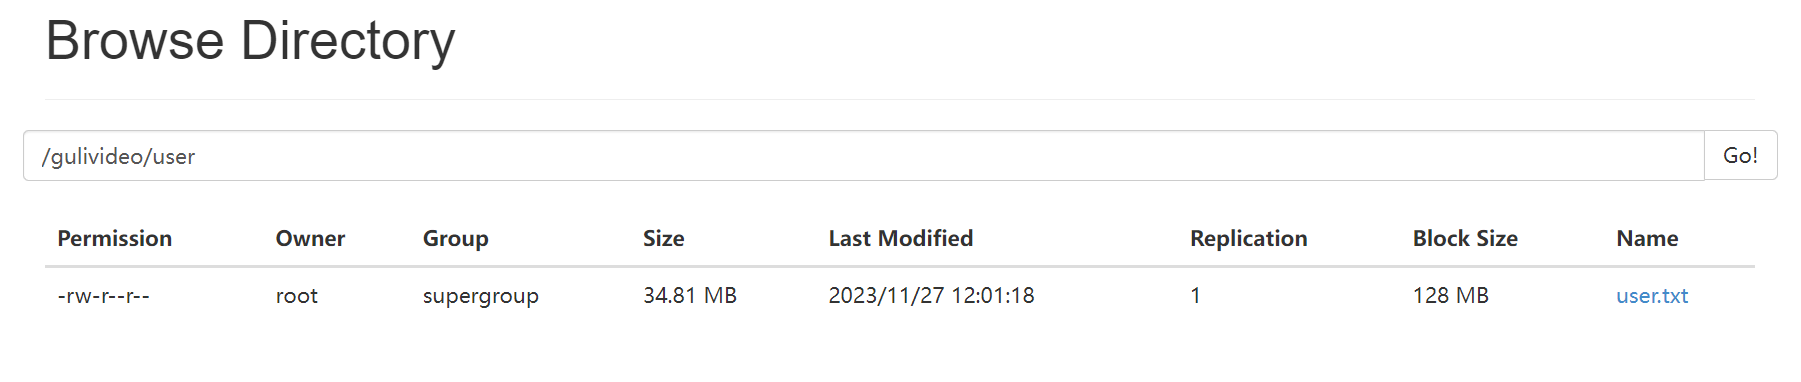 Browse Directory
/gulivideo/user Go!
Permission Owner Group Size Last Modified Replication Block Size Name
-rw-r--r-- root supergroup 34.81 MB 2023/11/27 12:01:18 1 128 MB user.txt